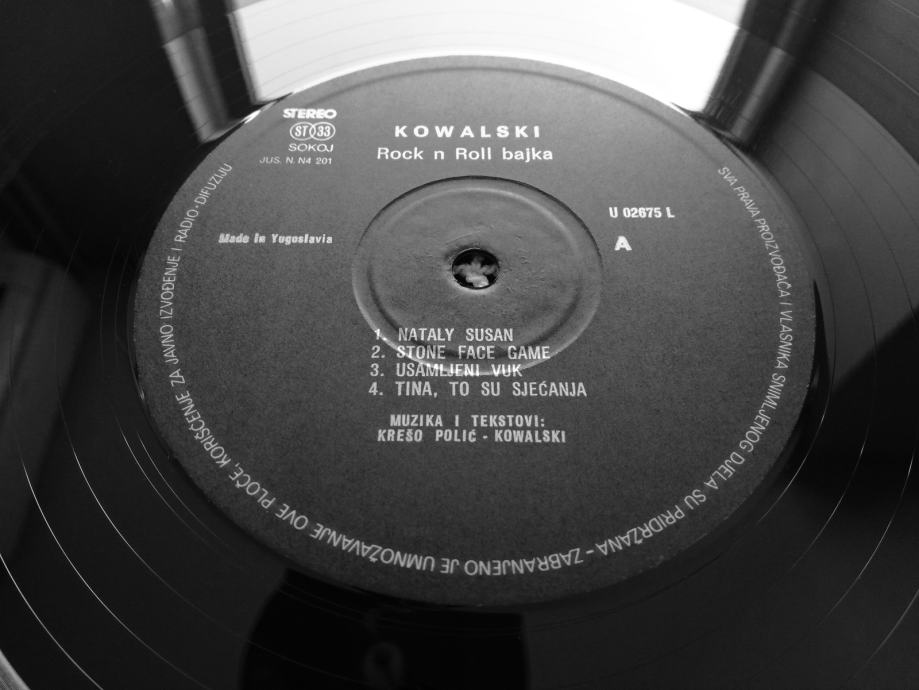 STEREO
ST 33
SOKOJ
JUS. N. N4 201
KOWALSKI
Rock n Roll bajka
Made in Yugoslavia
U 02675 L
A
1. NATALY SUSAN
2. STONE FACE GAME
3. USAMLJENI VUK
4. TINA, TO SU SJEĆANJA
MUZIKA I TEKSTOVI:
KREŠO POLIĆ - KOWALSKI
SVA PRAVA PROIZVOĐAČA I VLASNIKA SNIMLJENOG DJELA SU PRIDRŽANA - ZABRANJENO JE UMNOŽAVANJE OVE PLOČE, KORIŠĆENJE ZA JAVNO IZVOĐENJE I RADIO-DIFUZIJU